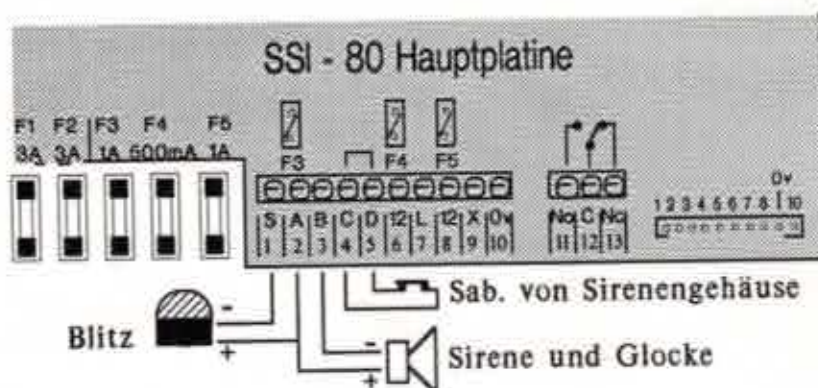 SSI - 80 Hauptplatine
F1 F2 F3 F4 F5
3A 3A 1A 500mA 1A
F3 F4 F5
S A B C D 12 L 12 X 0v
1 2 3 4 5 6 7 8 9 10
No C No
11 12 13
0v
1 2 3 4 5 6 7 8 10
- Sab. von Sirenengehäuse
Blitz
+
- Sirene und Glocke
+